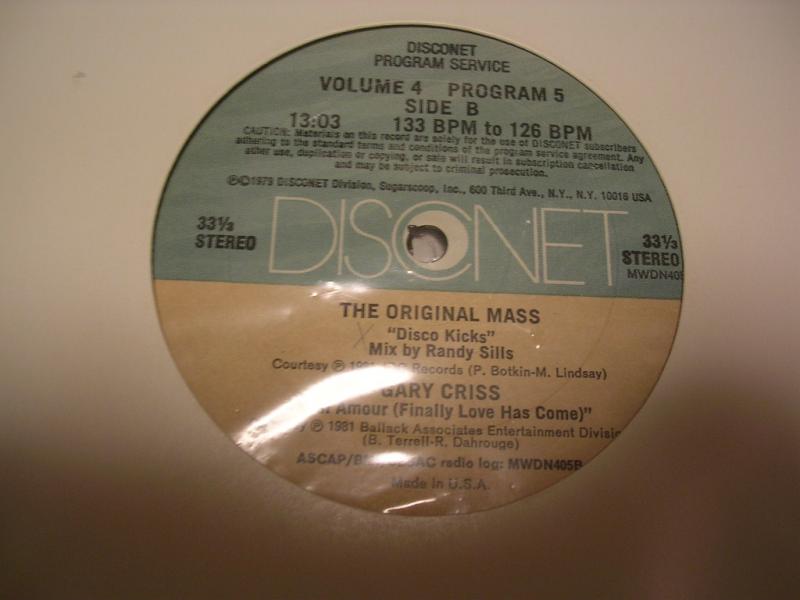 DISCONET
PROGRAM SERVICE
VOLUME 4 PROGRAM 5
SIDE B
13:03 133 BPM to 126 BPM
CAUTION: Materials on this record are solely for the use of DISCONET subscribers
adhering to the standard terms and conditions of the program service agreement. Any
other use, duplication or copying, or sale will result in subscription cancellation
and may be subject to criminal prosecution.
℗©1979 DISCONET Division, Sugarscoop, Inc., 600 Third Ave., N.Y., N.Y. 10016 USA
DISCONET
33⅓
STEREO
33⅓
STEREO
MWDN405
THE ORIGINAL MASS
"Disco Kicks"
Mix by Randy Sills
Courtesy ℗ Records (P. Botkin-M. Lindsay)
GARY CRISS
Amour (Finally Love Has Come)"
℗ 1981 Ballack Associates Entertainment
(B. Terrell-R. Dahrouge)
radio log: MWDN405B
Made in U.S.A.